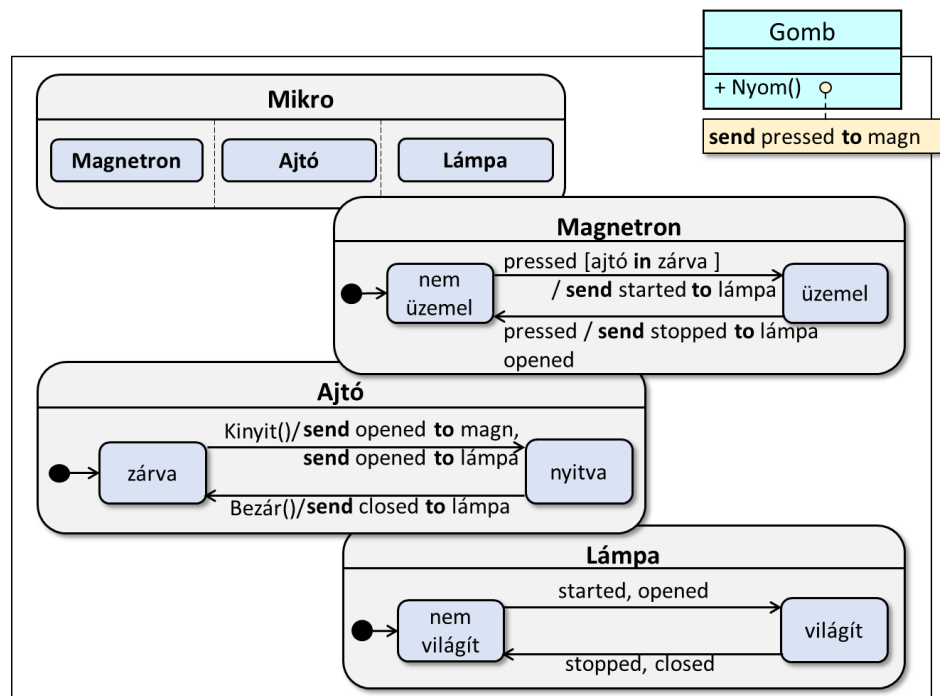 Gomb
+ Nyom()
send pressed to magn
Mikro
Magnetron
Ajtó
Lámpa
Magnetron
pressed [ajtó in zárva ]
/ send started to lámpa
nem
üzemel
üzemel
pressed / send stopped to lámpa
opened
Ajtó
Kinyit()/send opened to magn,
send opened to lámpa
zárva
nyitva
Bezár()/send closed to lámpa
Lámpa
started, opened
nem
világít
világít
stopped, closed